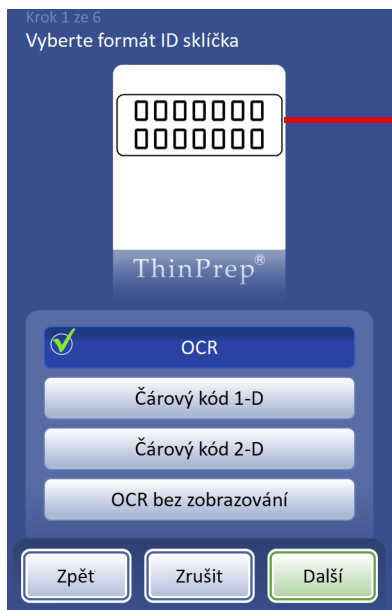 Krok 1 ze 6
Vyberte formát ID sklíčka
0000000
0000000
ThinPrep®
OCR
Čárový kód 1-D
Čárový kód 2-D
OCR bez zobrazování
Zpět
Zrušit
Další